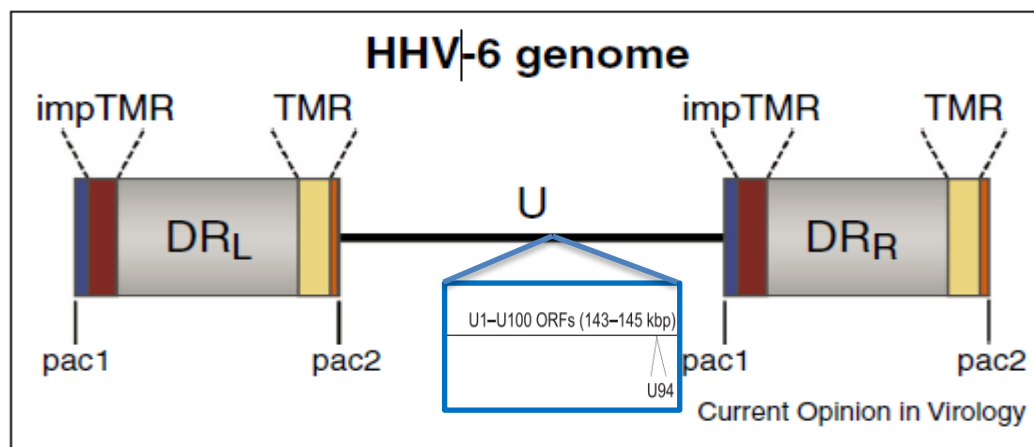 HHV-6 genome
impTMR TMR impTMR TMR
U
DRL DRR
U1–U100 ORFs (143–145 kbp)
pac1 pac2 pac1 pac2
U94
Current Opinion in Virology